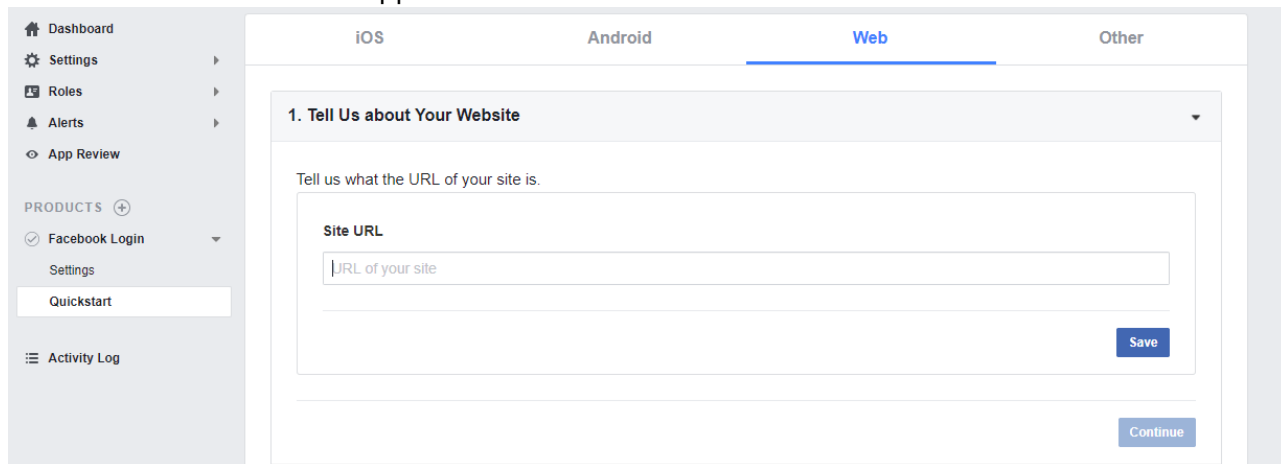 Dashboard
Settings
Roles
Alerts
App Review
PRODUCTS
Facebook Login
Settings
Quickstart
Activity Log
iOS Android Web Other
1. Tell Us about Your Website
Tell us what the URL of your site is.
Site URL
URL of your site
Save
Continue